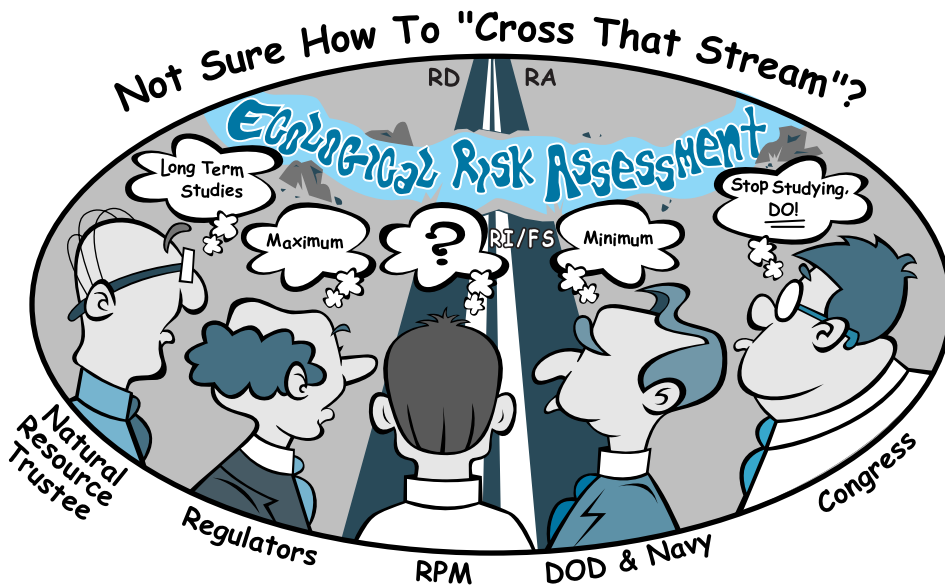 Not Sure How To "Cross That Stream"?
RD RA
Ecological Risk Assessment
Long Term
Studies
Maximum
?
RI/FS
Minimum
Stop Studying,
DO!
Natural
Resource
Trustee
Regulators
RPM
DOD & Navy
Congress